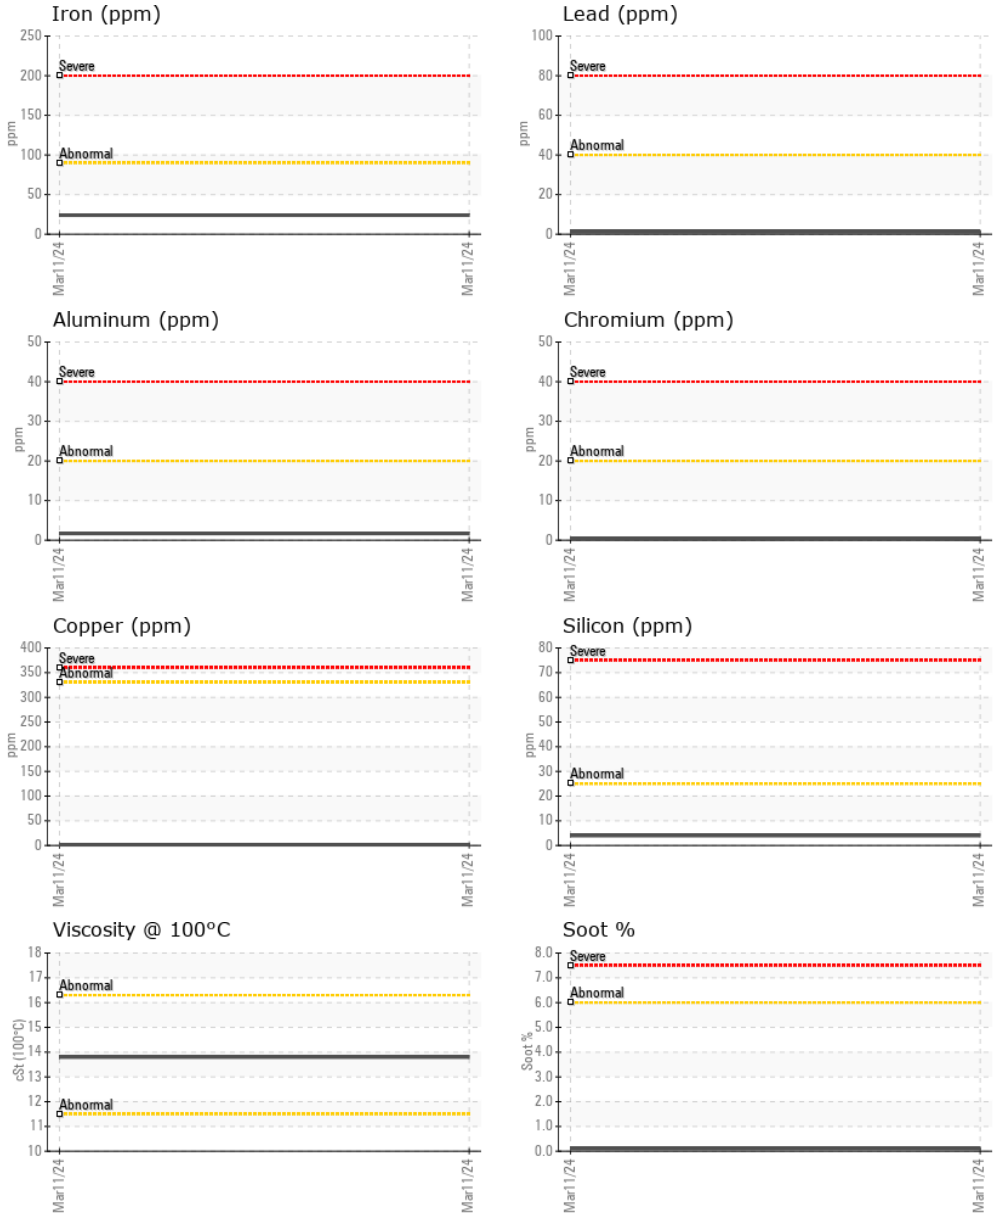 Iron (ppm)
250
200
150
100
50
0
ppm
Severe
Abnormal
Mar11/24
Mar11/24
Lead (ppm)
100
80
60
40
20
0
ppm
Severe
Abnormal
Mar11/24
Mar11/24
Aluminum (ppm)
50
40
30
20
10
0
ppm
Severe
Abnormal
Mar11/24
Mar11/24
Chromium (ppm)
50
40
30
20
10
0
ppm
Severe
Abnormal
Mar11/24
Mar11/24
Copper (ppm)
400
350
300
250
200
150
100
50
0
ppm
Severe
Abnormal
Mar11/24
Mar11/24
Silicon (ppm)
80
70
60
50
40
30
20
10
0
ppm
Severe
Abnormal
Mar11/24
Mar11/24
Viscosity @ 100°C
18
17
16
15
14
13
12
11
10
cSt (100°C)
Abnormal
Abnormal
Mar11/24
Mar11/24
Soot %
8.0
7.0
6.0
5.0
4.0
3.0
2.0
1.0
0.0
Soot %
Severe
Abnormal
Mar11/24
Mar11/24